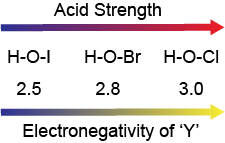 Acid Strength
H-O-I H-O-Br H-O-Cl
2.5 2.8 3.0
Electronegativity of ‘Y’